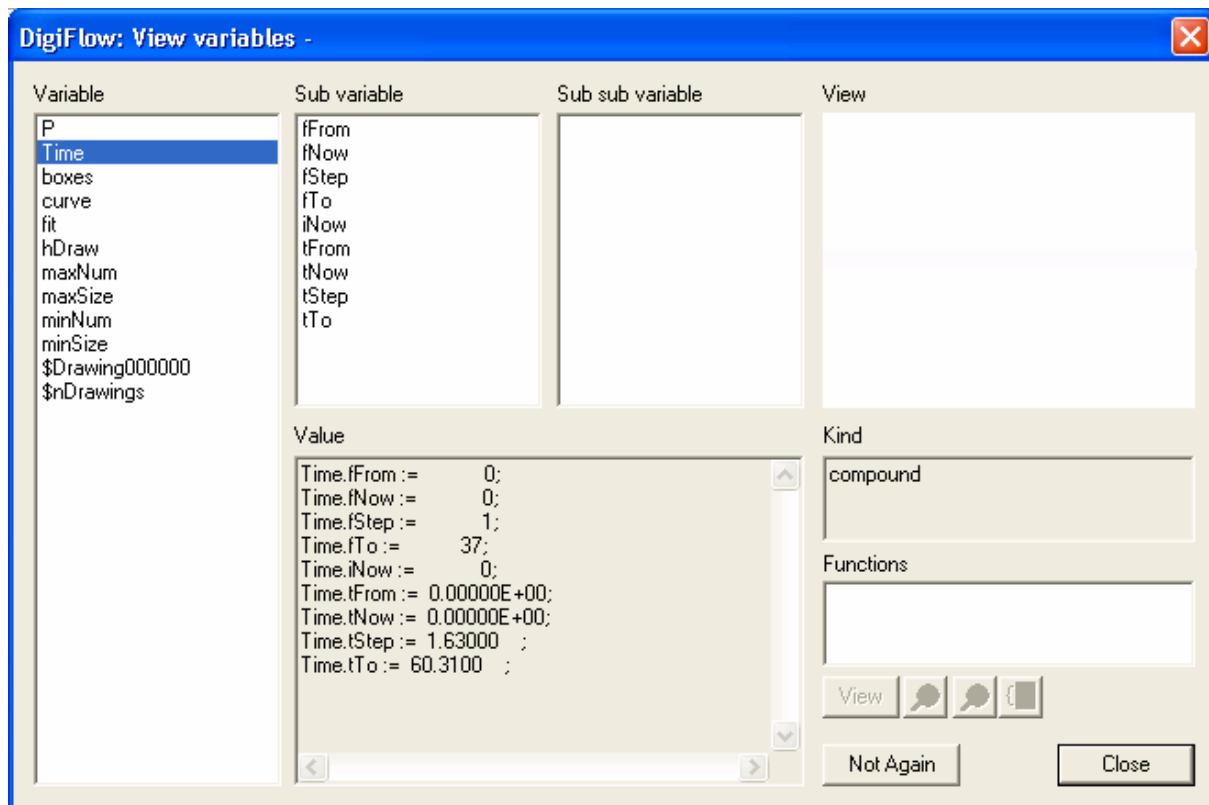 DigiFlow: View variables -
Variable
P
Time
boxes
curve
fit
hDraw
maxNum
maxSize
minNum
minSize
$Drawing000000
$nDrawings
Sub variable
fFrom
fNow
fStep
fTo
iNow
tFrom
tNow
tStep
tTo
Sub sub variable
View
Value
Time.fFrom := 0;
Time.fNow := 0;
Time.fStep := 1;
Time.fTo := 37;
Time.iNow := 0;
Time.tFrom := 0.00000E+00;
Time.tNow := 0.00000E+00;
Time.tStep := 1.63000 ;
Time.tTo := 60.3100 ;
Kind
compound
Functions
View
Not Again
Close